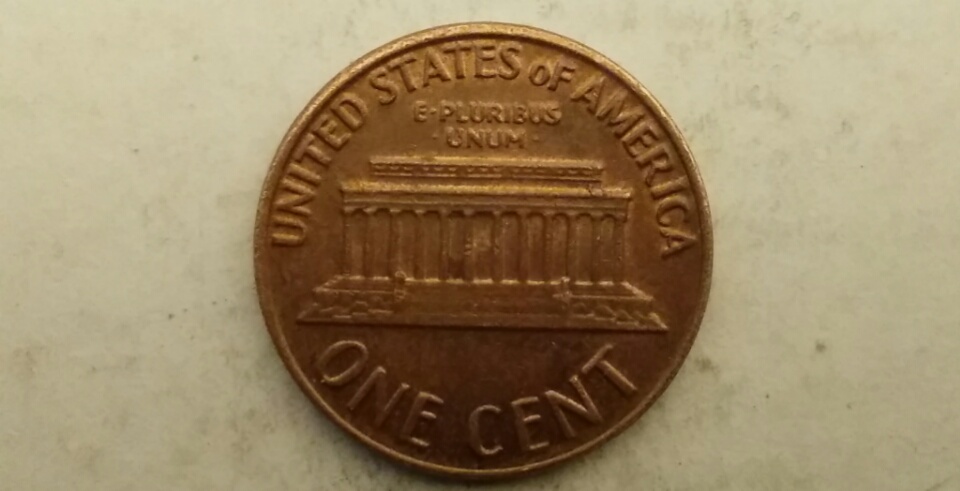 UNITED STATES OF AMERICA
E·PLURIBUS
·UNUM·
ONE CENT